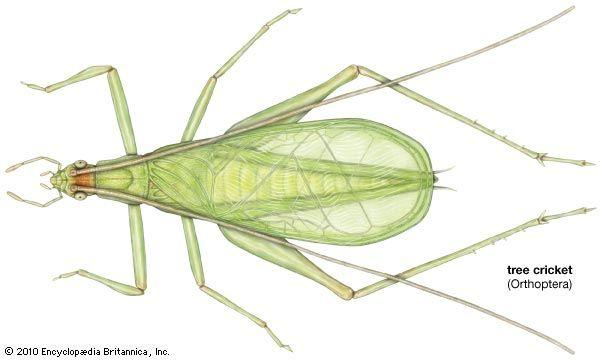 tree cricket
(Orthoptera)
© 2010 Encyclopædia Britannica, Inc.